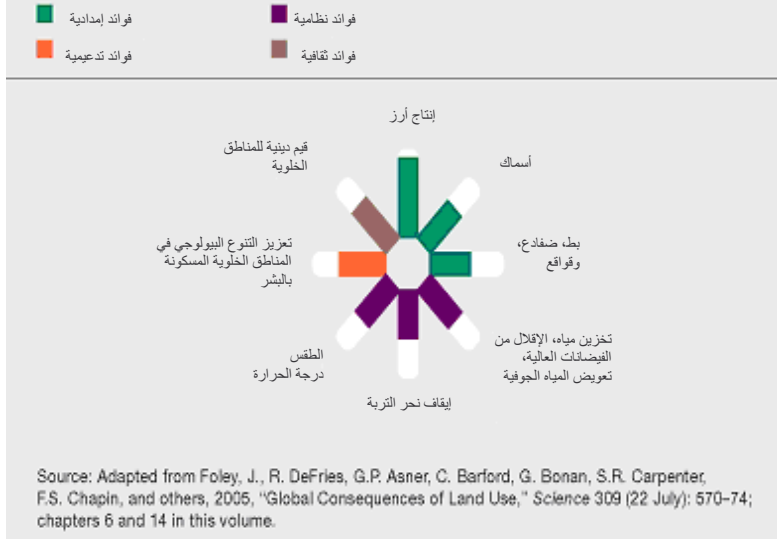 فوائد نظامية
فوائد إمدادية
فوائد ثقافية
فوائد تدعيمية
إنتاج أرز
قيم دينية للمناطق
الخلوية
أسماك
بط، ضفادع،
وقواقع
تعزيز التنوع البيولوجي في
المناطق الخلوية المسكونة
بالبشر
تخزين مياه، الإقلال من
الفيضانات العالية،
تعويض المياه الجوفية
الطقس
درجة الحرارة
إيقاف نحر التربة
Source: Adapted from Foley, J., R. DeFries, G.P. Asner, C. Barford, G. Bonan, S.R. Carpenter,
F.S. Chapin, and others, 2005, "Global Consequences of Land Use," Science 309 (22 July): 570–74;
chapters 6 and 14 in this volume.